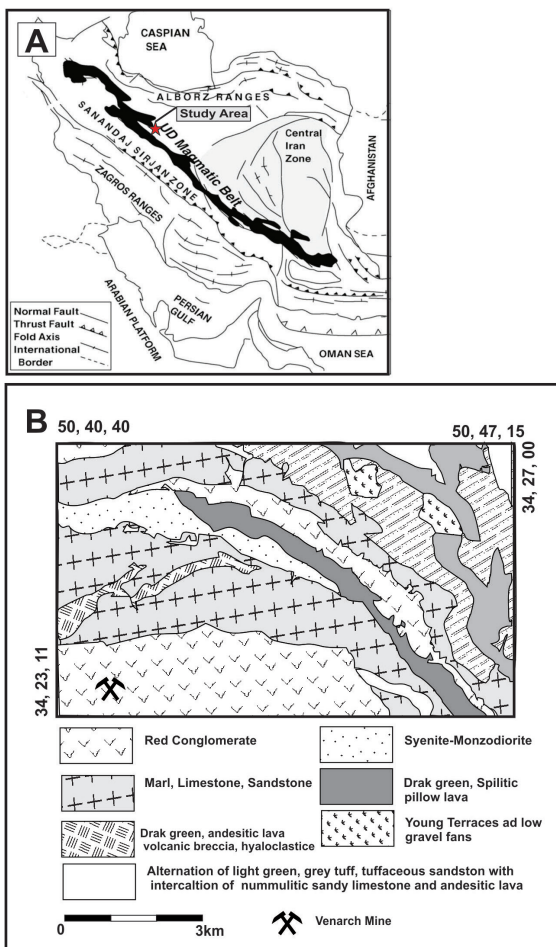 A
CASPIAN
SEA
ALBORZ RANGES
Study Area
UD Magmatic Belt
Central
Iran
Zone
SANANDAJ SIRJAN ZONE
AFGHANISTAN
ZAGROS RANGES
ARABIAN PLATFORM
PERSIAN
GULF
OMAN SEA
Normal Fault
Thrust Fault
Fold Axis
International
Border
B
50, 40, 40
50, 47, 15
34, 27, 00
34, 23, 11
Red Conglomerate
Syenite-Monzodiorite
Marl, Limestone, Sandstone
Drak green, Spilitic
pillow lava
Drak green, andesitic lava
volcanic breccia, hyaloclastice
Young Terraces ad low
gravel fans
Alternation of light green, grey tuff, tuffaceous sandston with
intercaltion of nummulitic sandy limestone and andesitic lava
0
3km
Venarch Mine